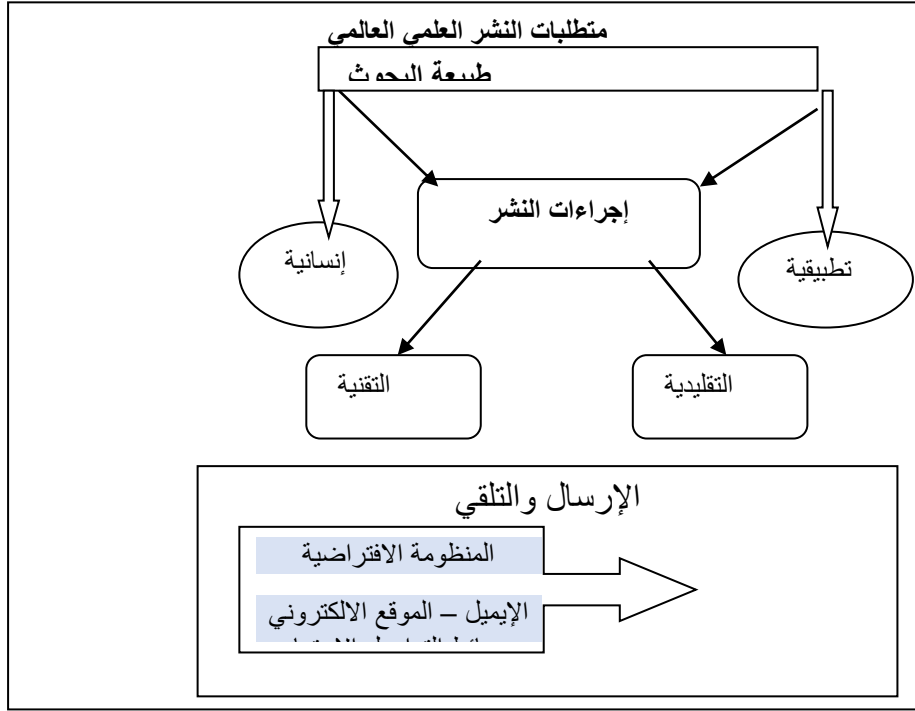 متطلبات النشر العلمي العالمي
طبيعة البحوث
إجراءات النشر
تطبيقية
إنسانية
التقليدية
التقنية
الإرسال والتلقي
المنظومة الافتراضية
الإيميل – الموقع الالكتروني